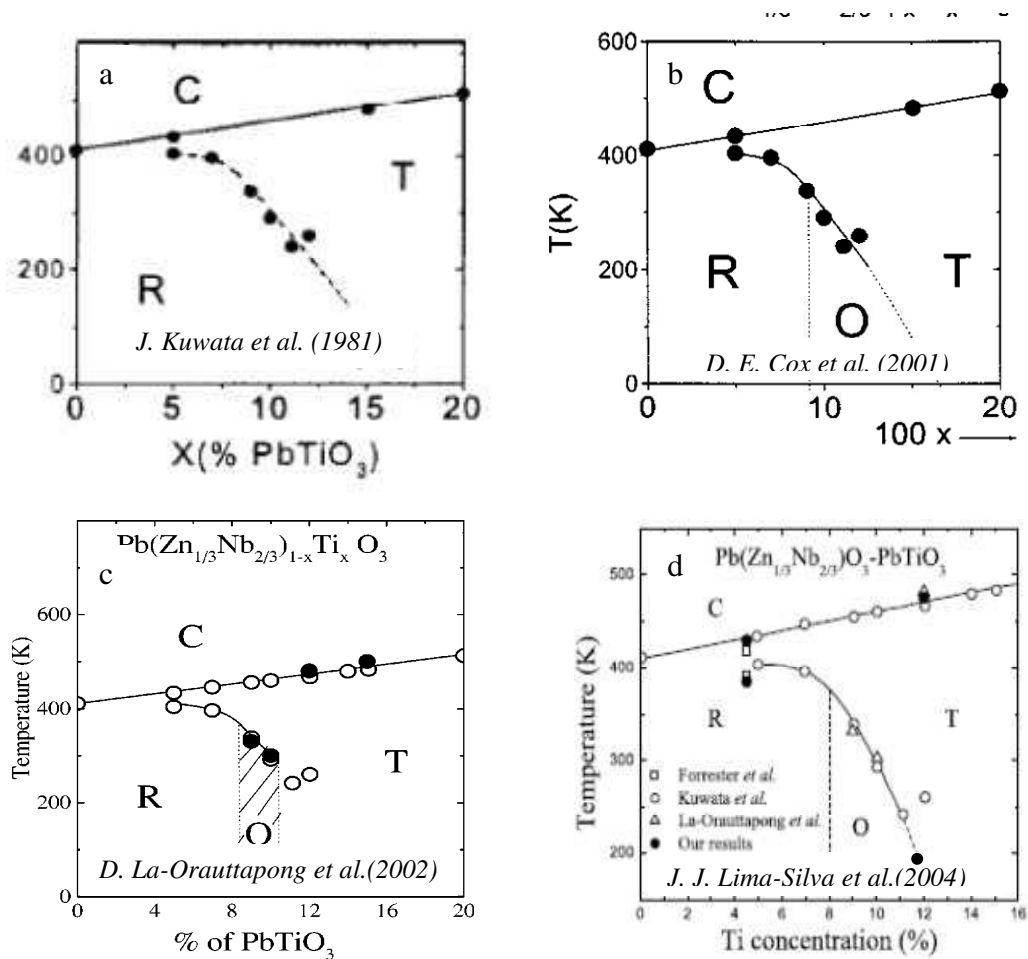 a
C
T
R
J. Kuwata et al. (1981)
400
200
0
0 5 10 15 20
X(% PbTiO3)
b
600
400
200
0
T(K)
C
R
T
O
D. E. Cox et al. (2001)
0 10 20
100 x
Pb(Zn1/3Nb2/3)1-xTixO3
c
600
400
200
0
Temperature (K)
C
R
T
O
D. La-Orauttapong et al.(2002)
0 4 6 8 12 16 20
% of PbTiO3
Pb(Zn1/3Nb2/3)O3-PbTiO3
d
500
400
300
200
Temperature (K)
C
R
T
O
Forrester et al.
Kuwata et al.
La-Orauttapong et al.
Our results
J. J. Lima-Silva et al.(2004)
0 2 4 6 8 10 12 14 16
Ti concentration (%)